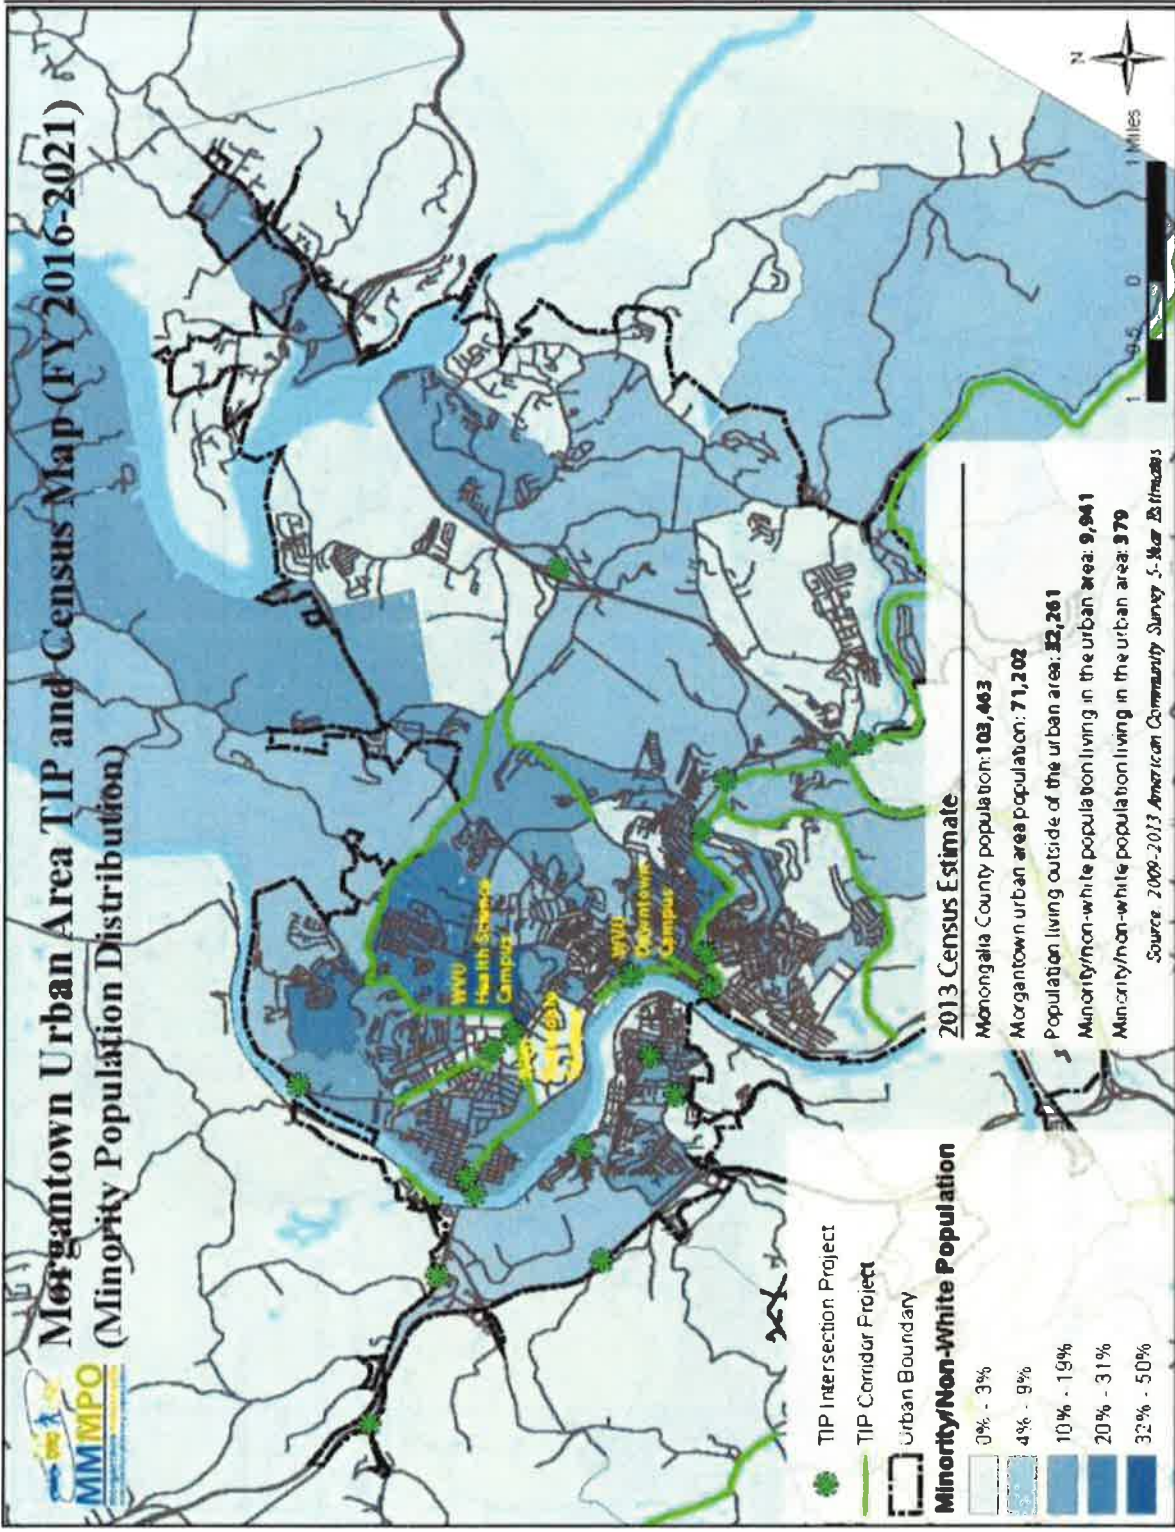 Morgantown Urban Area TIP and Census Map (FY 2016-2021)
(Minority Population Distribution)
MMMPO
N
WVU
Health Science
Campus
WVU
Downtown
Campus
1 0.5 0 1 Miles
TIP Intersection Project
TIP Corridor Project
Urban Boundary
Minority/Non-White Population
0% - 3%
4% - 9%
10% - 19%
20% - 31%
32% - 50%
2013 Census Estimate
Monongalia County population: 103,463
Morgantown urban area population: 71,202
Population living outside of the urban area: 32,261
Minority/non-white population living in the urban area: 9,941
Minority/non-white population living in the urban area: 979
Source: 2009-2013 American Community Survey 5-Year Estimates